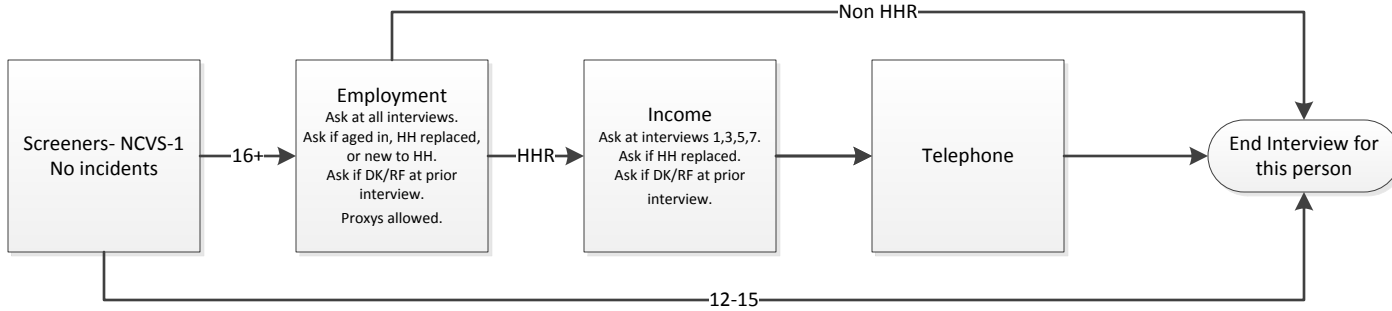 Non HHR
Screeners- NCVS-1
No incidents
16+
Employment
Ask at all interviews.
Ask if aged in, HH replaced,
or new to HH.
Ask if DK/RF at prior
interview.
Proxys allowed.
HHR
Income
Ask at interviews 1,3,5,7.
Ask if HH replaced.
Ask if DK/RF at prior
interview.
Telephone
End Interview for
this person
12-15